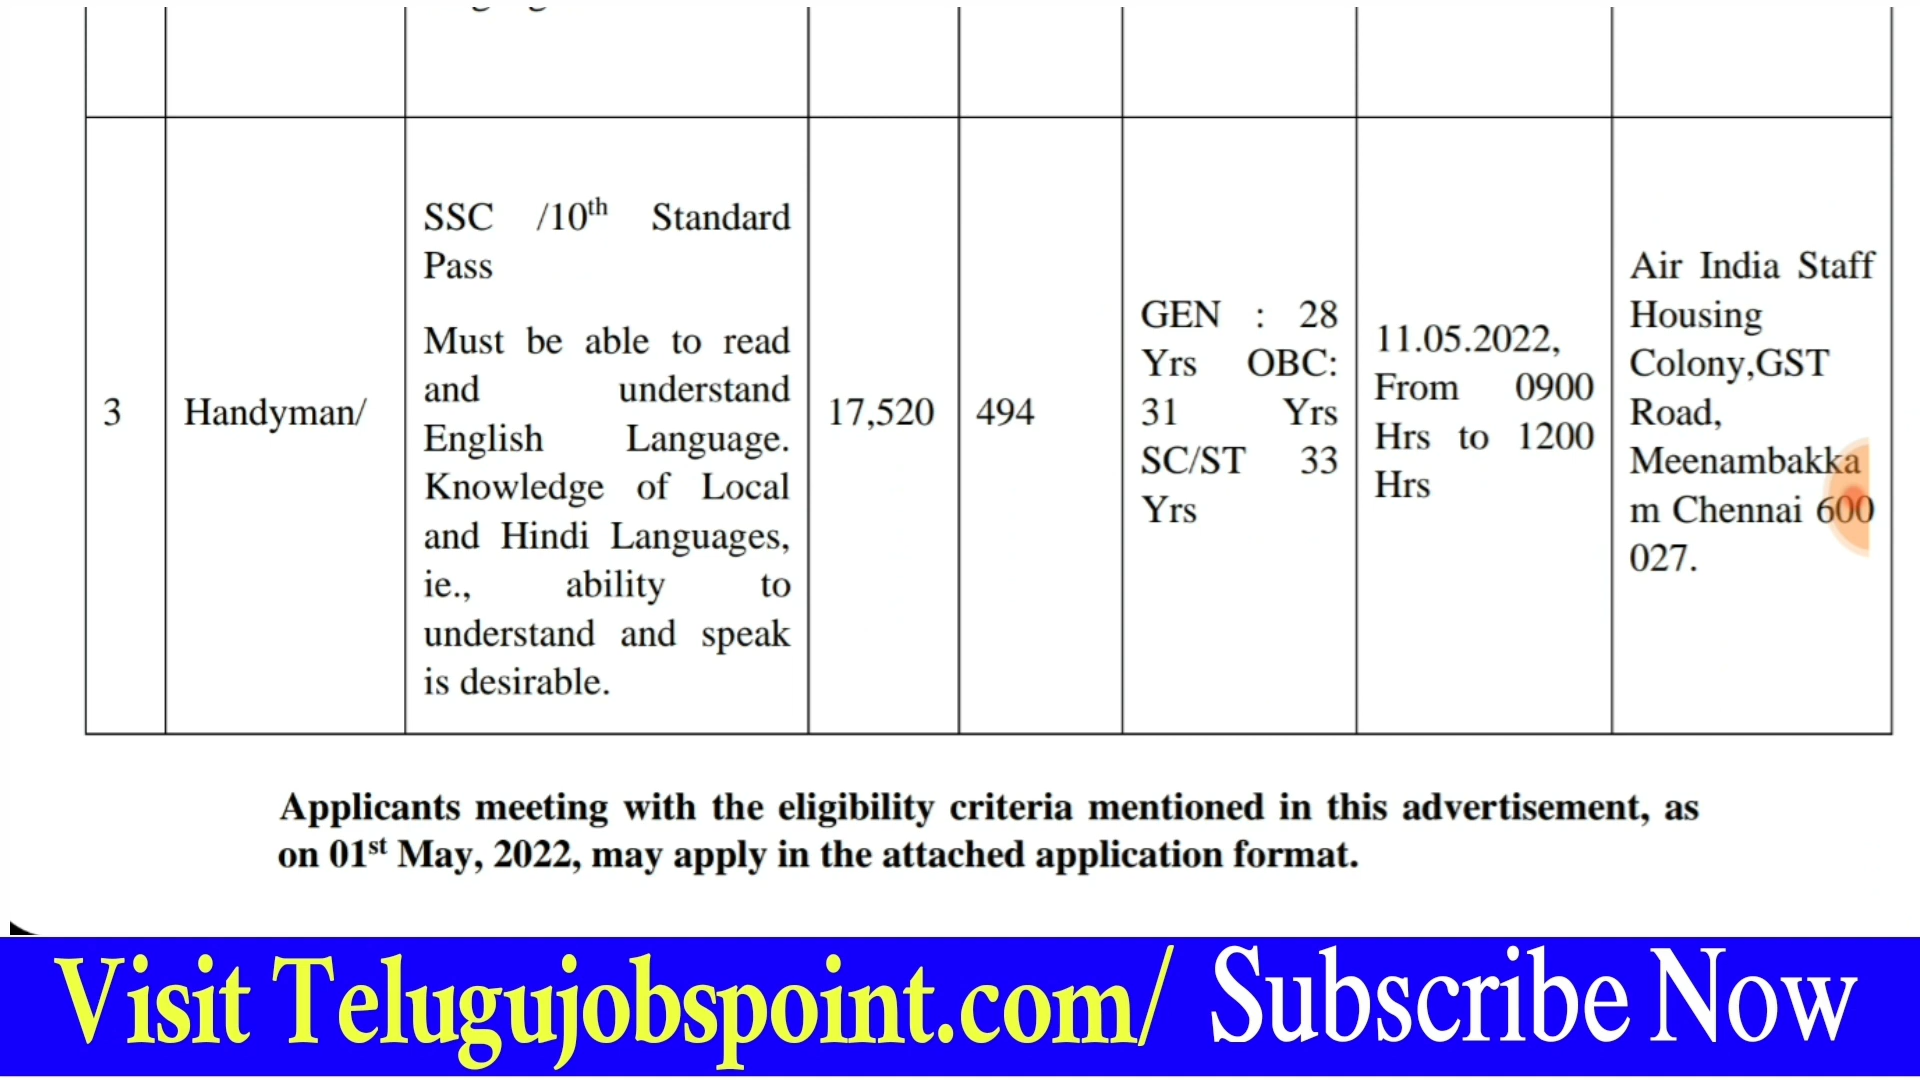 SSC /10th Standard
Pass
Must be able to read
and understand
English Language.
Knowledge of Local
and Hindi Languages,
ie., ability to
understand and speak
is desirable.
3
Handyman/
17,520
494
GEN : 28
Yrs OBC:
31 Yrs
SC/ST 33
Yrs
11.05.2022,
From 0900
Hrs to 1200
Hrs
Air India Staff
Housing
Colony,GST
Road,
Meenambakka
m Chennai 600
027.
Applicants meeting with the eligibility criteria mentioned in this advertisement, as
on 01st May, 2022, may apply in the attached application format.
Visit Telugujobspoint.com/ Subscribe Now